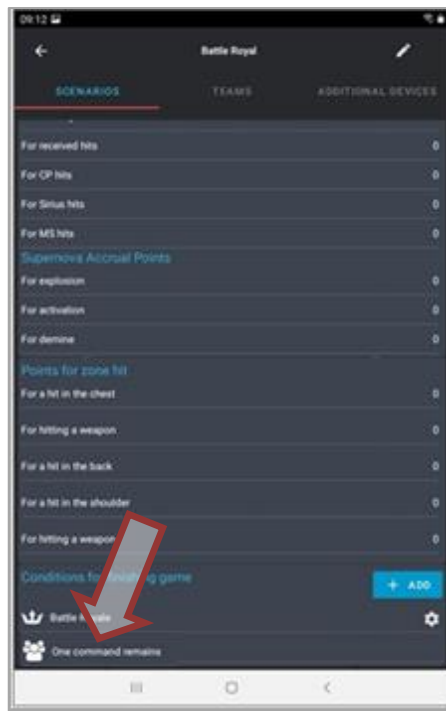 09:12
Battle Royal
SCENARIOS TEAMS ADDITIONAL DEVICES
For received hits 0
For CP hits 0
For Sirius hits 0
For MS hits 0
Supernova Accrual Points
For explosion 0
For activation 0
For demine 0
Points for zone hit
For a hit in the chest 0
For hitting a weapon 0
For a hit in the back 0
For a hit in the shoulder 0
For hitting a weapon 0
Conditions for finishing game + ADD
Battle Royale
One command remains